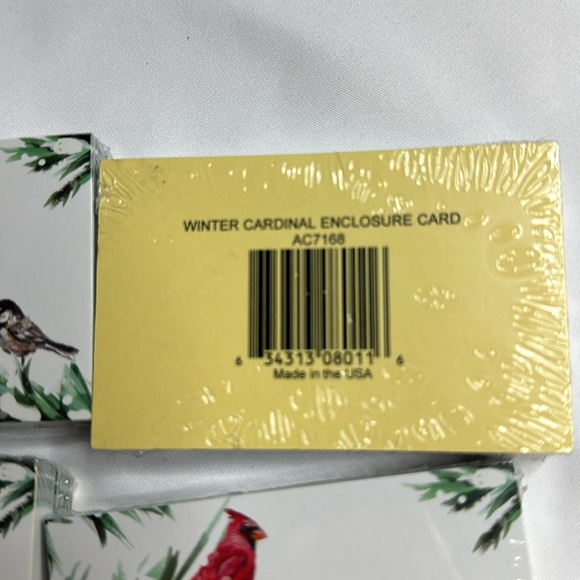 WINTER CARDINAL ENCLOSURE CARD
AC7168
6 34313 08011 6
Made in the USA